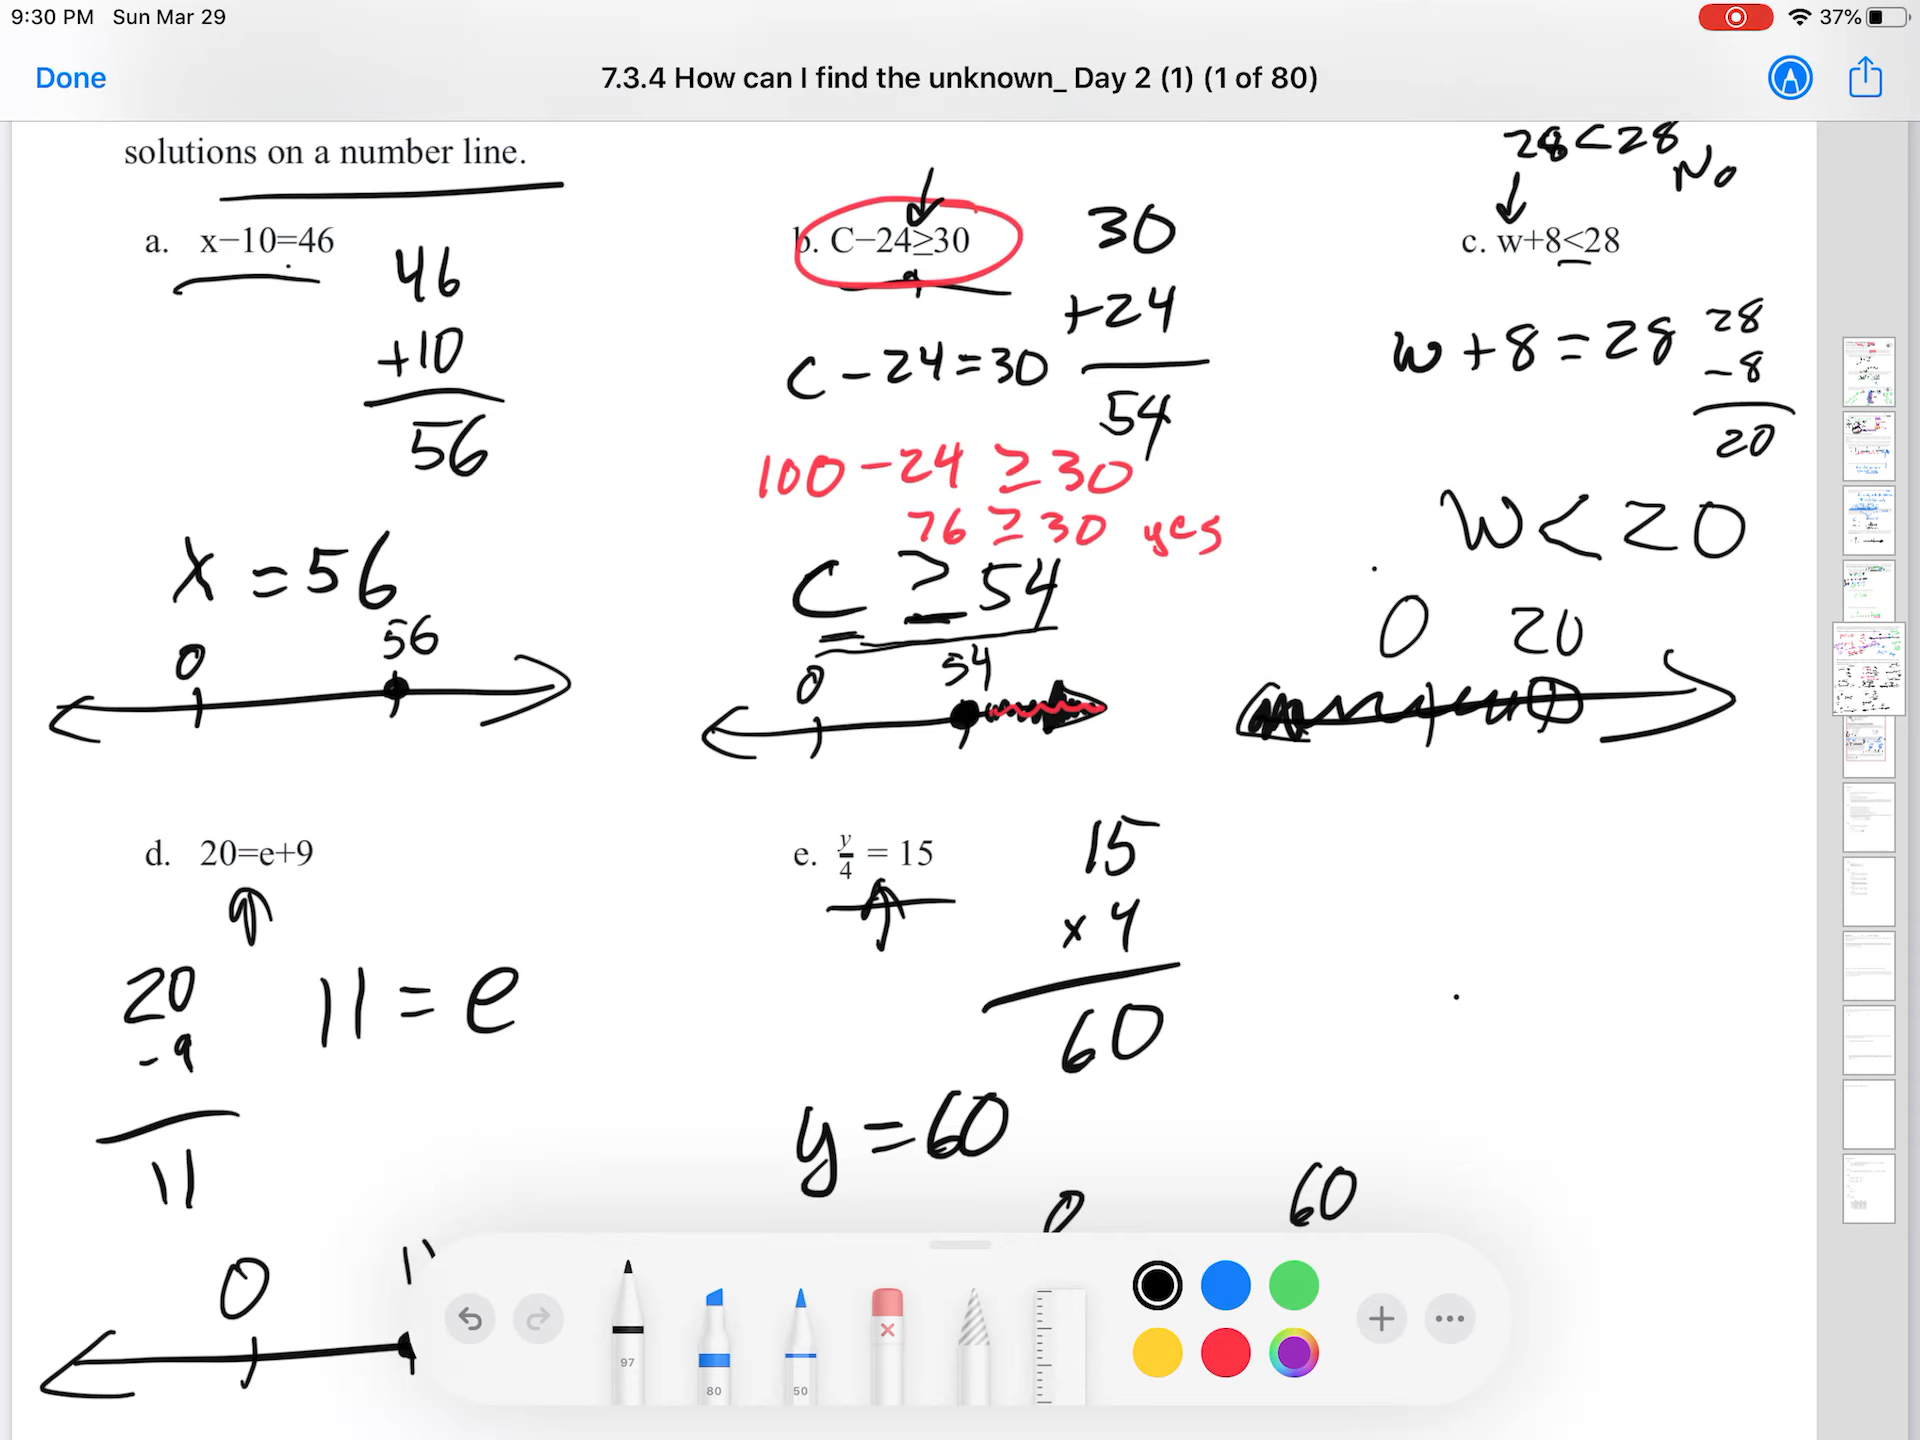 9:30 PM Sun Mar 29
37%
Done
7.3.4 How can I find the unknown_ Day 2 (1) (1 of 80)
solutions on a number line.
a. x−10=46
46
+10
56
x = 56
0
56
b. C−24≥30
30
+24
54
C - 24 = 30
100 - 24 ≥ 30
76 ≥ 30 yes
C ≥ 54
0
54
28<28
No
c. w+8<28
w + 8 = 28
28
-8
20
w < 20
0
20
d. 20=e+9
20
-9
11
11 = e
0
11
e. y/4 = 15
15
x 4
60
y = 60
0
60
97
80
50